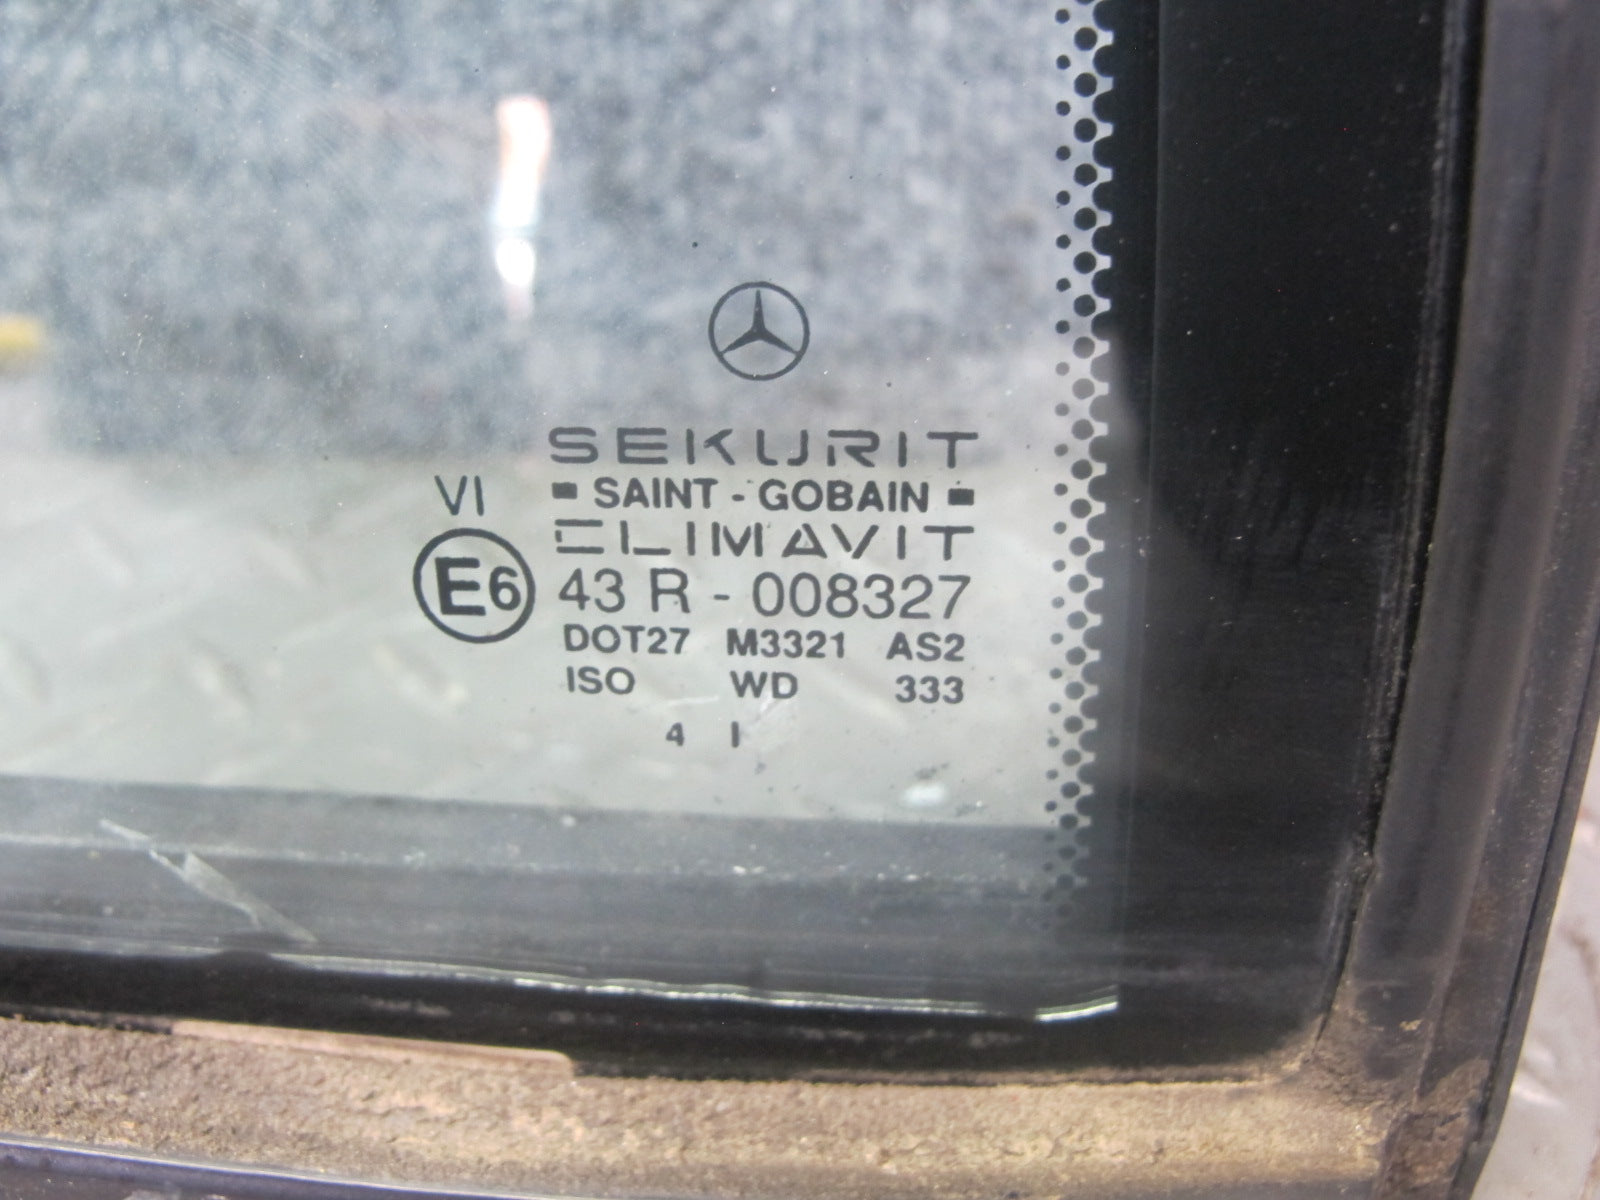 SEKURIT
VI
SAINT - GOBAIN
CLIMAVIT
E6 43 R - 008327
DOT27 M3321 AS2
ISO WD 333
4 I